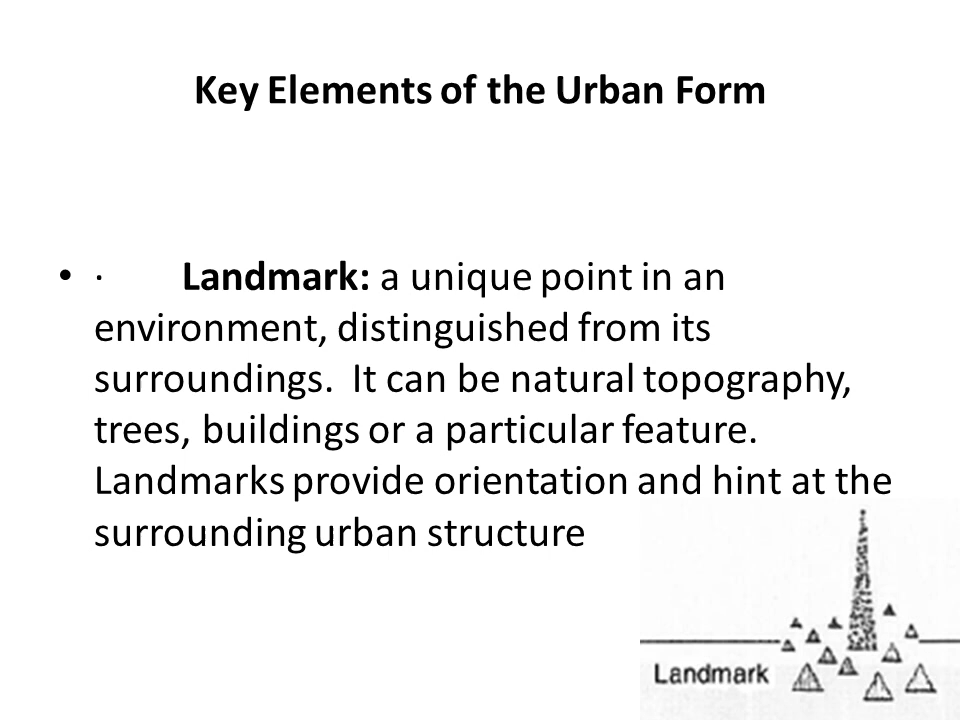 Key Elements of the Urban Form
• · Landmark: a unique point in an
environment, distinguished from its
surroundings. It can be natural topography,
trees, buildings or a particular feature.
Landmarks provide orientation and hint at the
surrounding urban structure
Landmark